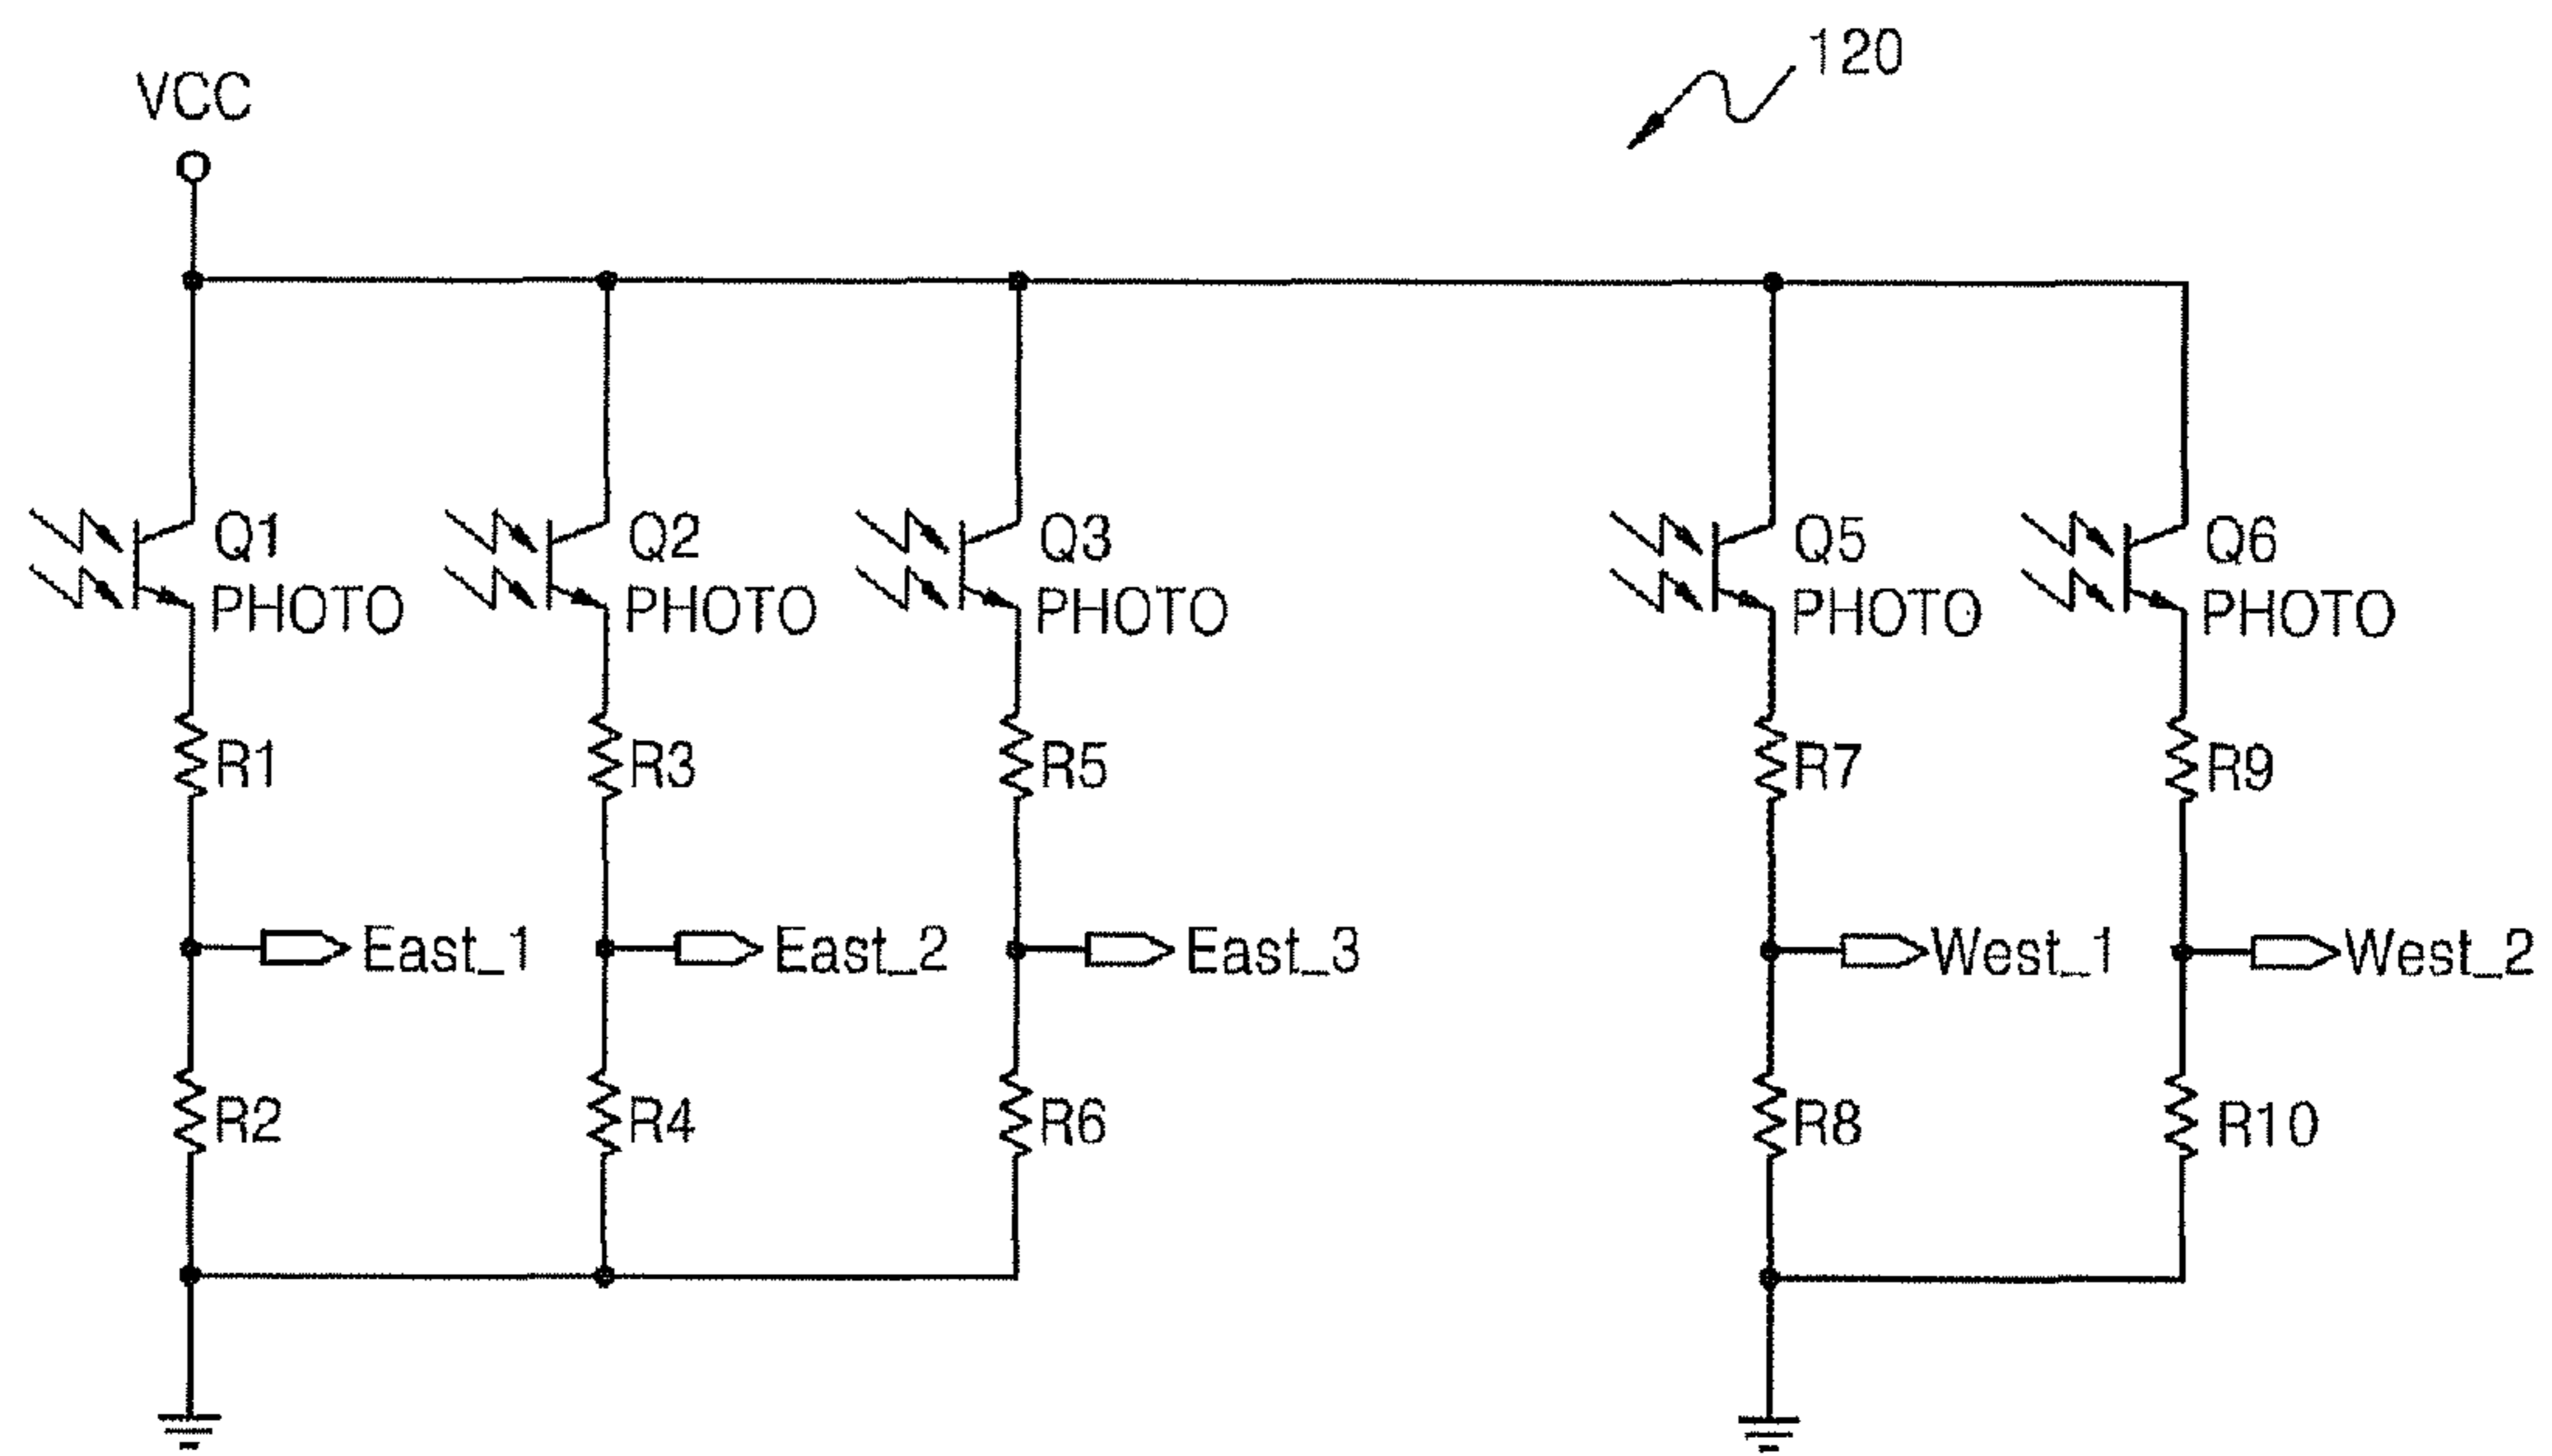 120
VCC
Q1
PHOTO
Q2
PHOTO
Q3
PHOTO
Q5
PHOTO
Q6
PHOTO
R1
R3
R5
R7
R9
East_1
East_2
East_3
West_1
West_2
R2
R4
R6
R8
R10